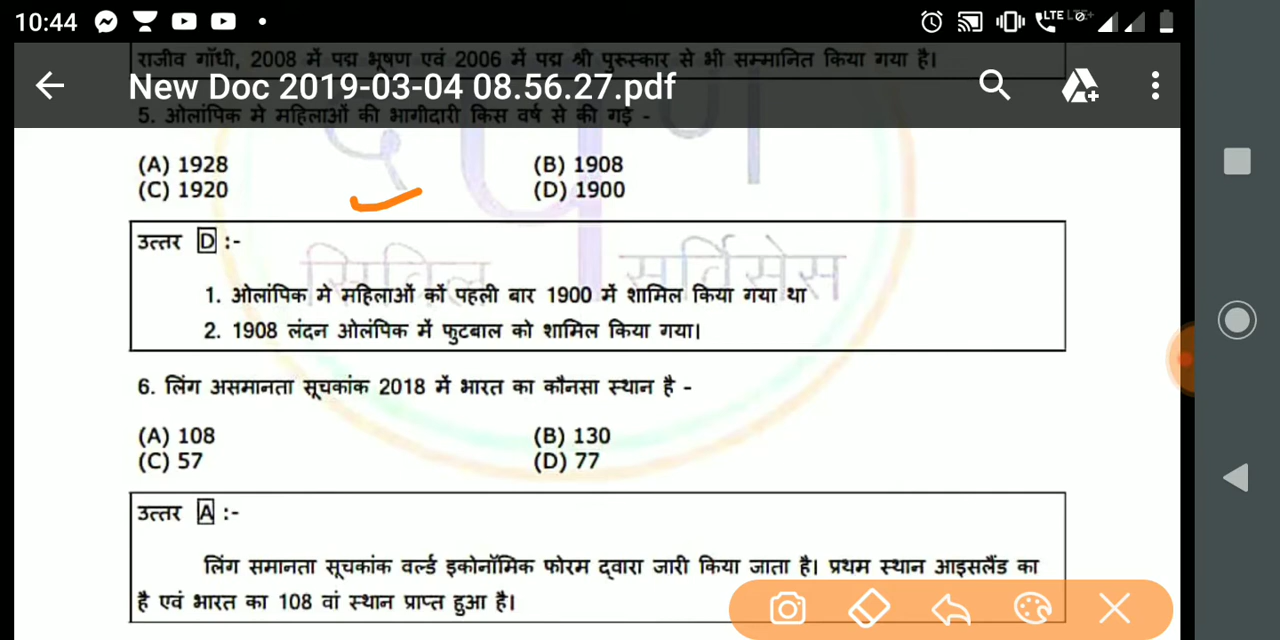 10:44
LTE LTE+
राजीव गाँधी, 2008 में पद्म भूषण एवं 2006 में पद्म श्री पुरूस्कार से भी सम्मानित किया गया है।
New Doc 2019-03-04 08.56.27.pdf
5. ओलांपिक मे महिलाओं की भागीदारी किस वर्ष से की गई -
(A) 1928 (B) 1908
(C) 1920 (D) 1900
उत्तर D :-
सिविल सर्विसेस
1. ओलांपिक मे महिलाओं कों पहली बार 1900 में शामिल किया गया था
2. 1908 लंदन ओलंपिक में फुटबाल को शामिल किया गया।
6. लिंग असमानता सूचकांक 2018 में भारत का कौनसा स्थान है -
(A) 108 (B) 130
(C) 57 (D) 77
उत्तर A :-
लिंग समानता सूचकांक वर्ल्ड इकोनॉमिक फोरम द्वारा जारी किया जाता है। प्रथम स्थान आइसलैंड का
है एवं भारत का 108 वां स्थान प्राप्त हुआ है।